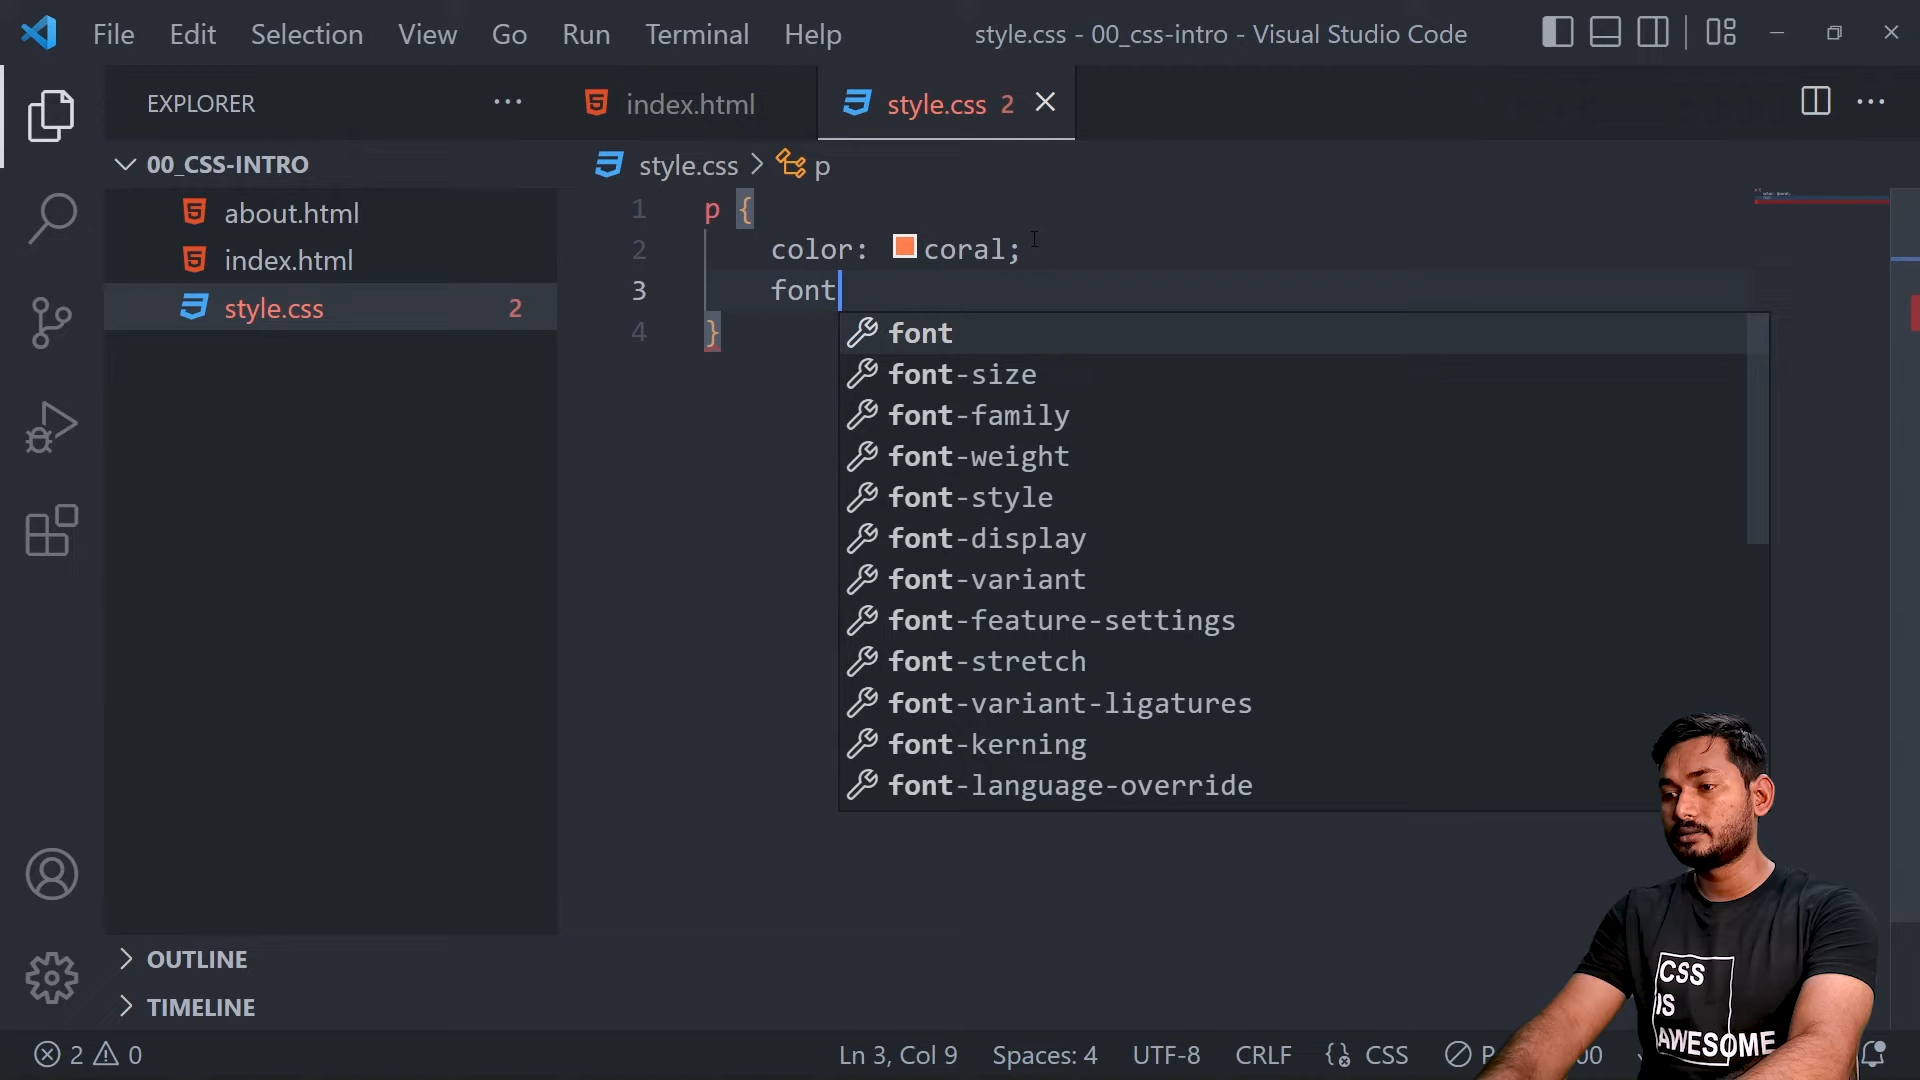 File Edit Selection View Go Run Terminal Help style.css - 00_css-intro - Visual Studio Code
EXPLORER
index.html
style.css 2
00_CSS-INTRO
about.html
index.html
style.css 2
style.css > p
1 p {
2 color: coral;
3 font
4 }
font
font-size
font-family
font-weight
font-style
font-display
font-variant
font-feature-settings
font-stretch
font-variant-ligatures
font-kerning
font-language-override
OUTLINE
TIMELINE
CSS
IS
AWESOME
2 0 Ln 3, Col 9 Spaces: 4 UTF-8 CRLF CSS